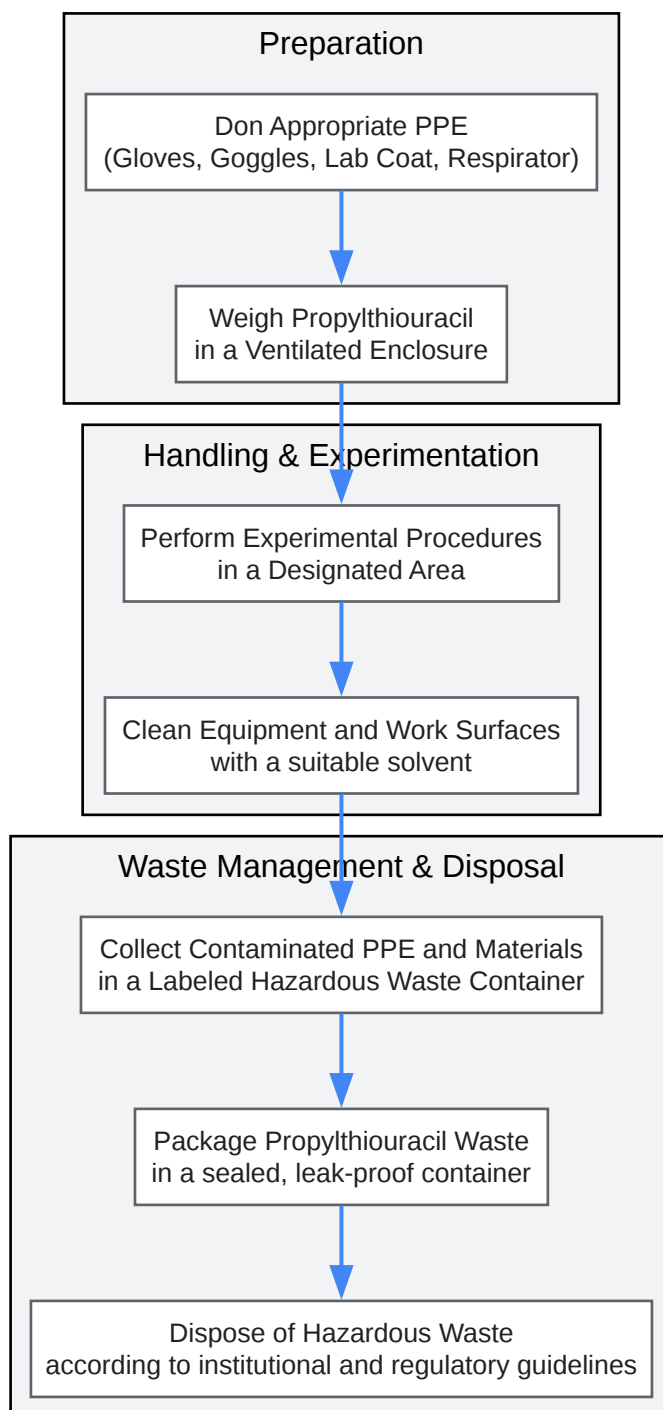 Preparation
Don Appropriate PPE
(Gloves, Goggles, Lab Coat, Respirator)
Weigh Propylthiouracil
in a Ventilated Enclosure
Handling & Experimentation
Perform Experimental Procedures
in a Designated Area
Clean Equipment and Work Surfaces
with a suitable solvent
Waste Management & Disposal
Collect Contaminated PPE and Materials
in a Labeled Hazardous Waste Container
Package Propylthiouracil Waste
in a sealed, leak-proof container
Dispose of Hazardous Waste
according to institutional and regulatory guidelines